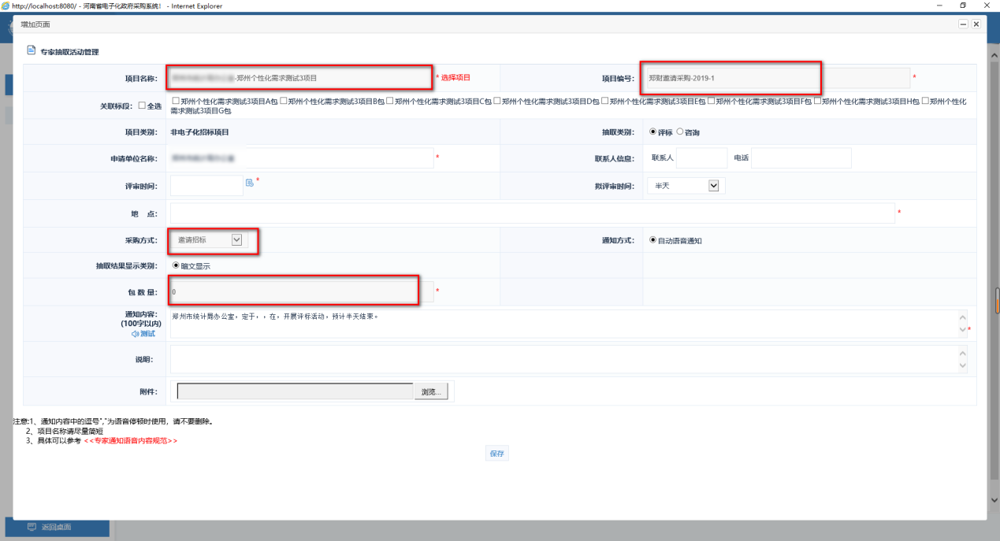 http://localhost:8080/ - 河南省电子化政府采购系统! - Internet Explorer
增加页面
专家抽取活动管理
项目名称: -郑州个性化需求测试3项目 * 选择项目 项目编号: 郑财邀请采购-2019-1 *
关联标段: 全选 郑州个性化需求测试3项目A包 郑州个性化需求测试3项目B包 郑州个性化需求测试3项目C包 郑州个性化需求测试3项目D包 郑州个性化需求测试3项目E包 郑州个性化需求测试3项目F包 郑州个性化需求测试3项目H包 郑州个性化
需求测试3项目G包
项目类别: 非电子化招标项目 抽取类别: 评标 咨询
申请单位名称: * 联系人信息: 联系人 电话
评审时间: * 拟评审时间: 半天
地 点: *
采购方式: 邀请招标 通知方式: 自动语音通知
抽取结果显示类别: 暗文显示
包 数 量: 0 *
通知内容: 郑州市统计局办公室，定于，，在，开展评标活动，预计半天结束。
(100字以内) *
测试
说明:
附件: 浏览...
注意:1、通知内容中的逗号","为语音停顿时使用，请不要删除。
2、项目名称请尽量简短
3、具体可以参考 <<专家通知语音内容规范>>
保存
返回桌面